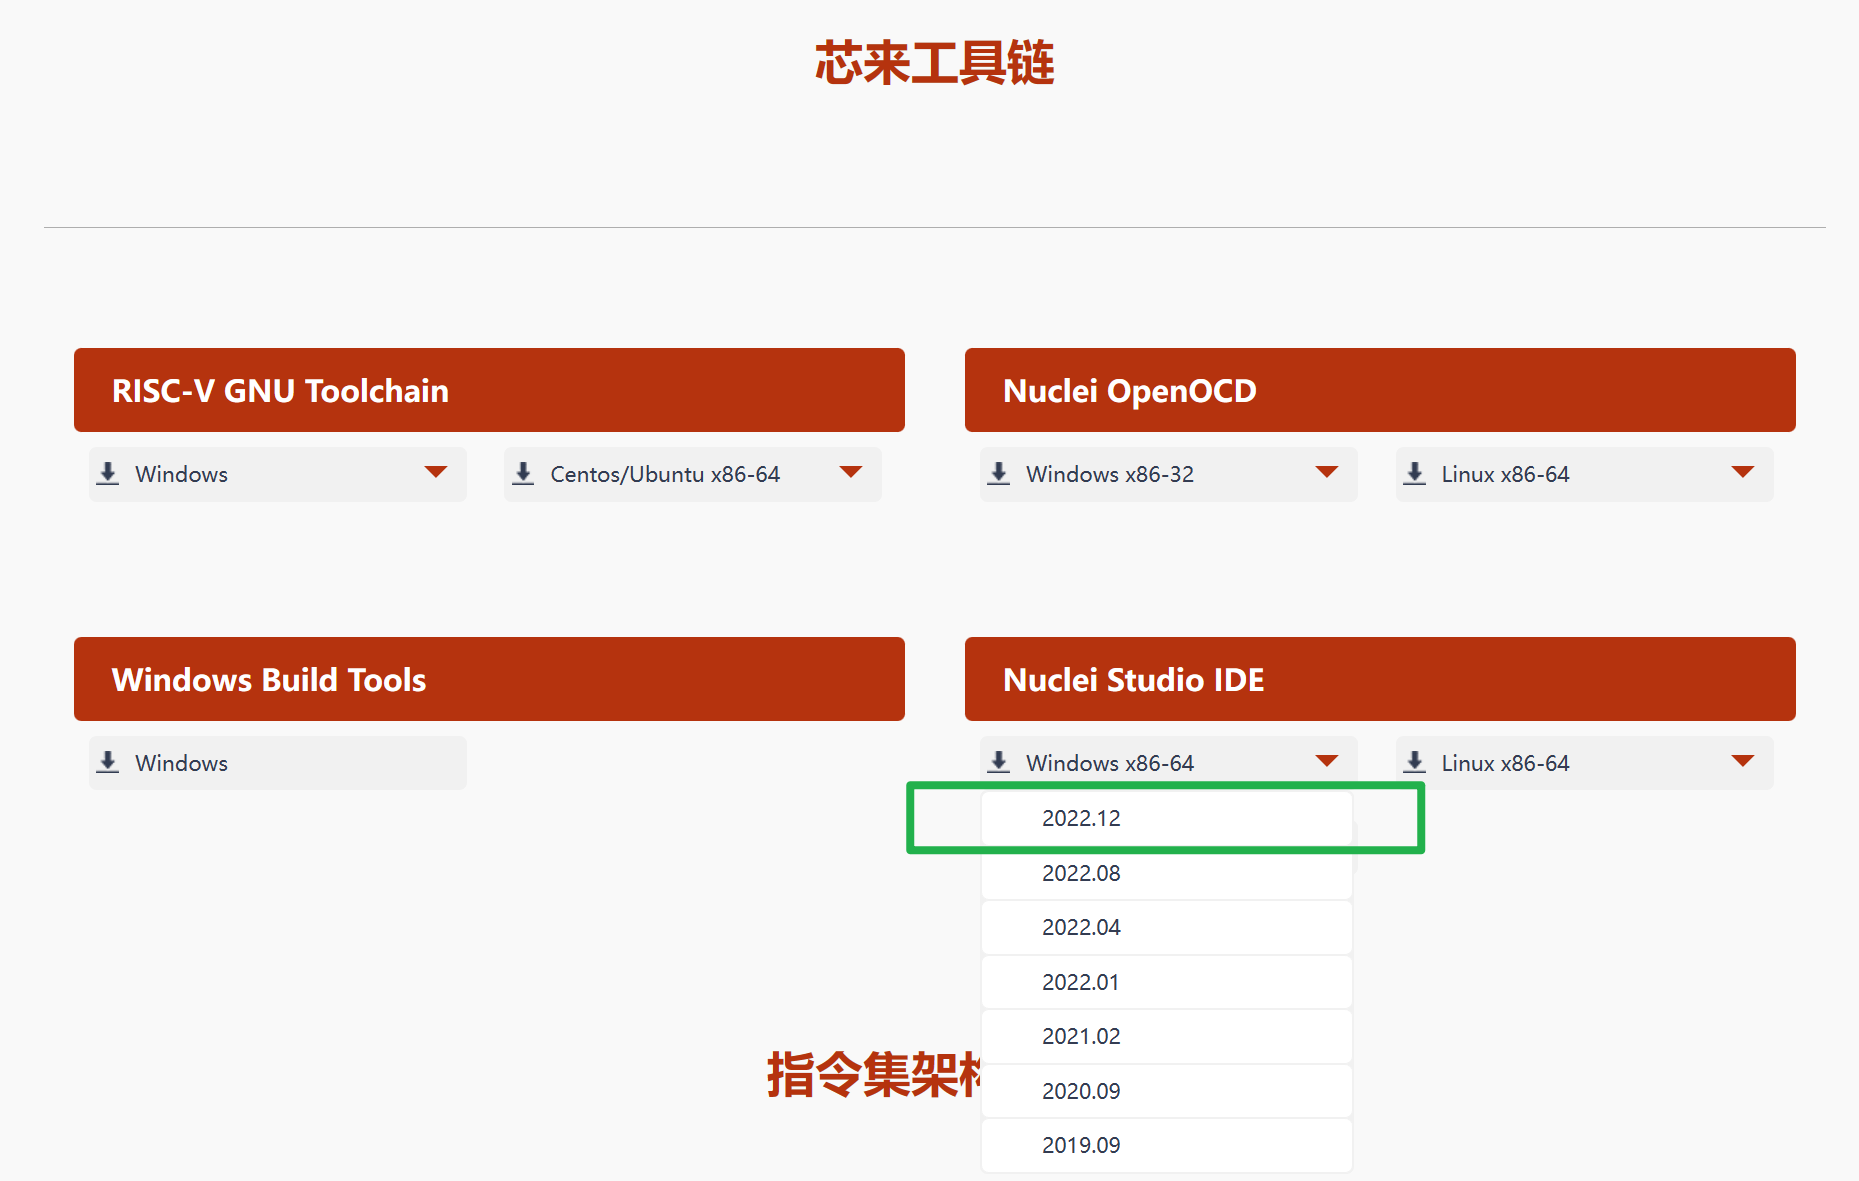 芯来工具链
RISC-V GNU Toolchain
Windows
Centos/Ubuntu x86-64
Nuclei OpenOCD
Windows x86-32
Linux x86-64
Windows Build Tools
Windows
Nuclei Studio IDE
Windows x86-64
Linux x86-64
2022.12
2022.08
2022.04
2022.01
2021.02
2020.09
2019.09
指令集架